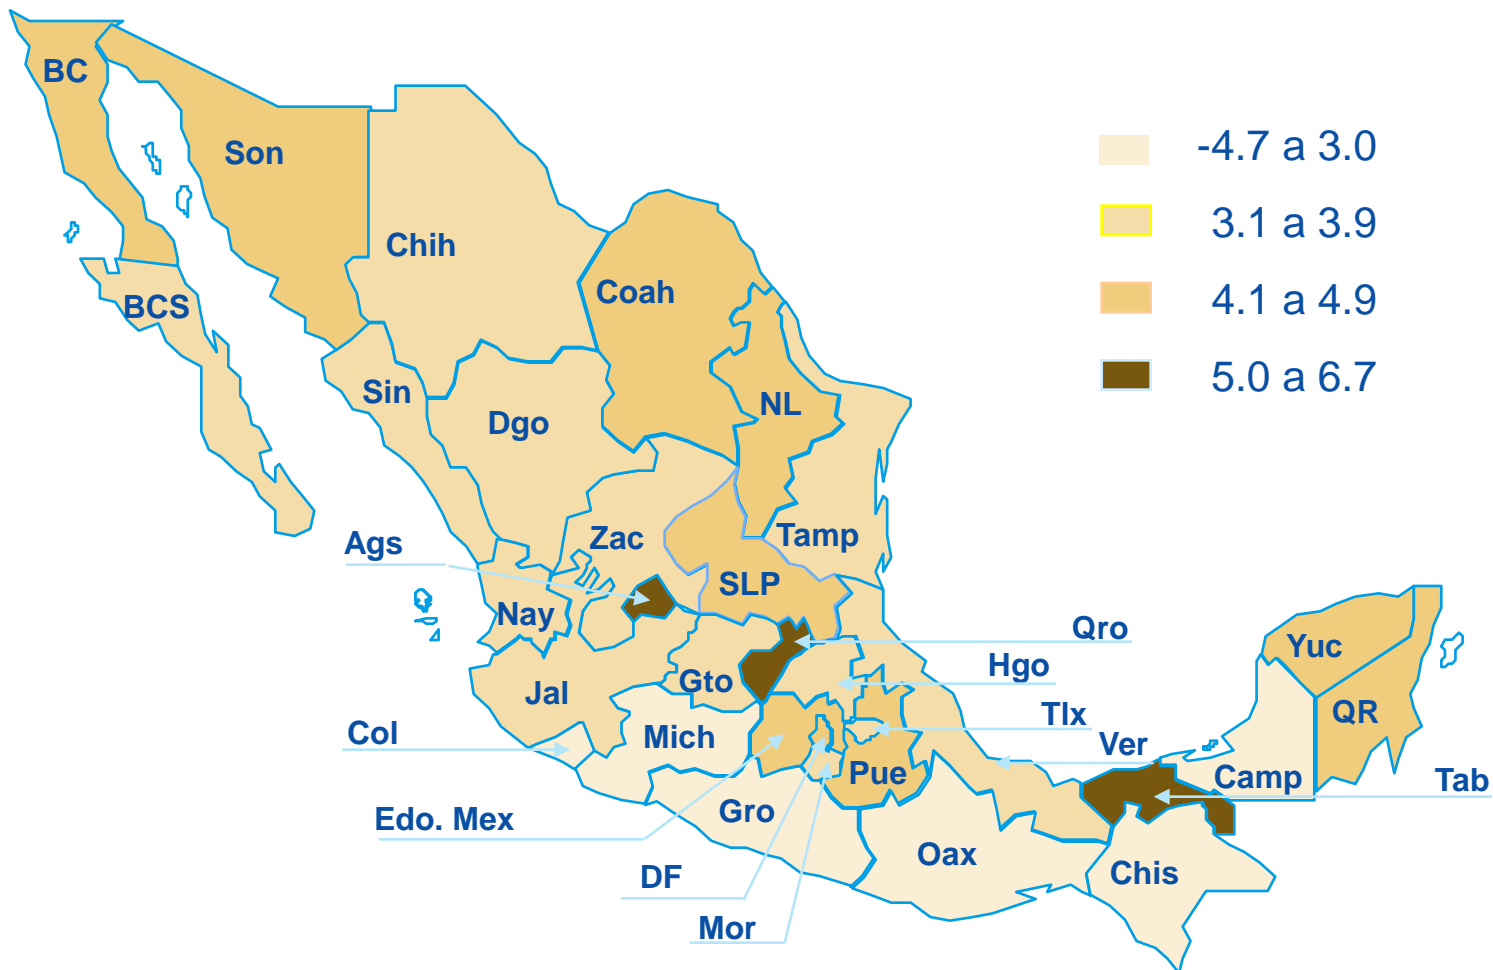 BC
Son
-4.7 a 3.0
3.1 a 3.9
Chih
Coah
4.1 a 4.9
BCS
5.0 a 6.7
Sin
NL
Dgo
Zac
Tamp
Ags
SLP
Nay
Qro
Yuc
Hgo
Gto
Jal
Tlx
QR
Col
Mich
Ver
Pue
Camp
Tab
Edo. Mex
Gro
Oax
Chis
DF
Mor